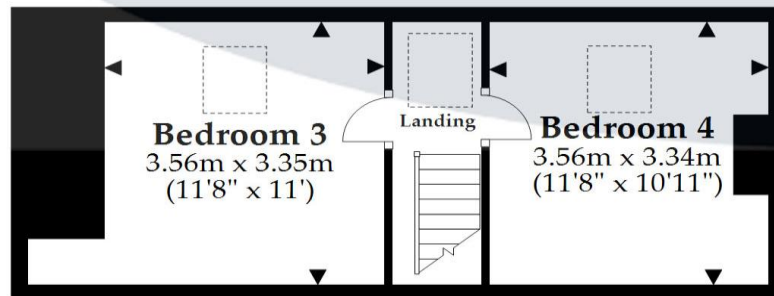 Bedroom 3
3.56m x 3.35m
(11'8" x 11')
Landing
Bedroom 4
3.56m x 3.34m
(11'8" x 10'11")